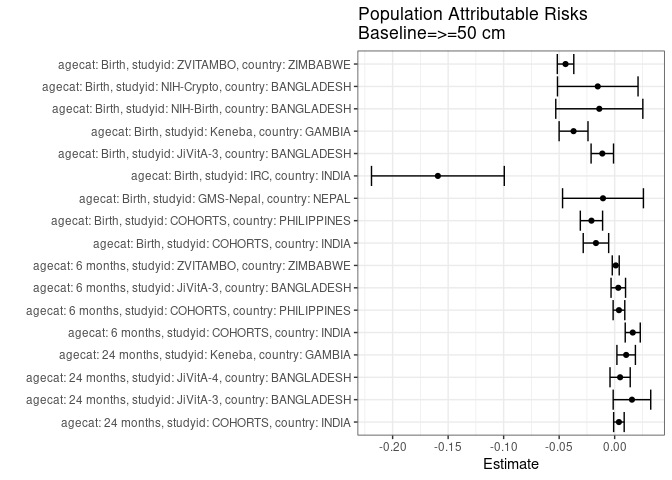 Population Attributable Risks
Baseline=>=50 cm
agecat: Birth, studyid: ZVITAMBO, country: ZIMBABWE
agecat: Birth, studyid: NIH-Crypto, country: BANGLADESH
agecat: Birth, studyid: NIH-Birth, country: BANGLADESH
agecat: Birth, studyid: Keneba, country: GAMBIA
agecat: Birth, studyid: JiVitA-3, country: BANGLADESH
agecat: Birth, studyid: IRC, country: INDIA
agecat: Birth, studyid: GMS-Nepal, country: NEPAL
agecat: Birth, studyid: COHORTS, country: PHILIPPINES
agecat: Birth, studyid: COHORTS, country: INDIA
agecat: 6 months, studyid: ZVITAMBO, country: ZIMBABWE
agecat: 6 months, studyid: JiVitA-3, country: BANGLADESH
agecat: 6 months, studyid: COHORTS, country: PHILIPPINES
agecat: 6 months, studyid: COHORTS, country: INDIA
agecat: 24 months, studyid: Keneba, country: GAMBIA
agecat: 24 months, studyid: JiVitA-4, country: BANGLADESH
agecat: 24 months, studyid: JiVitA-3, country: BANGLADESH
agecat: 24 months, studyid: COHORTS, country: INDIA
-0.20 -0.15 -0.10 -0.05 0.00
Estimate